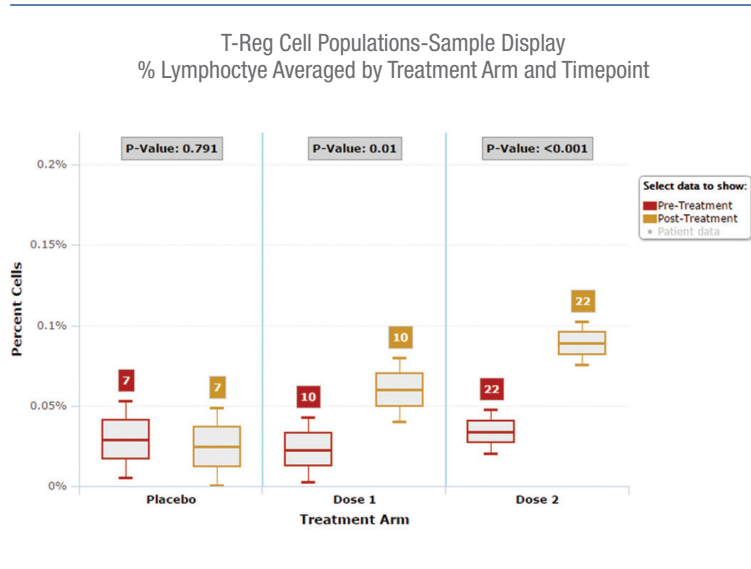 T-Reg Cell Populations-Sample Display
% Lymphoctye Averaged by Treatment Arm and Timepoint
P-Value: 0.791
P-Value: 0.01
P-Value: <0.001
0.2%
0.15%
0.1%
0.05%
0%
Percent Cells
7
7
10
10
22
22
Placebo
Dose 1
Dose 2
Treatment Arm
Select data to show:
Pre-Treatment
Post-Treatment
Patient data